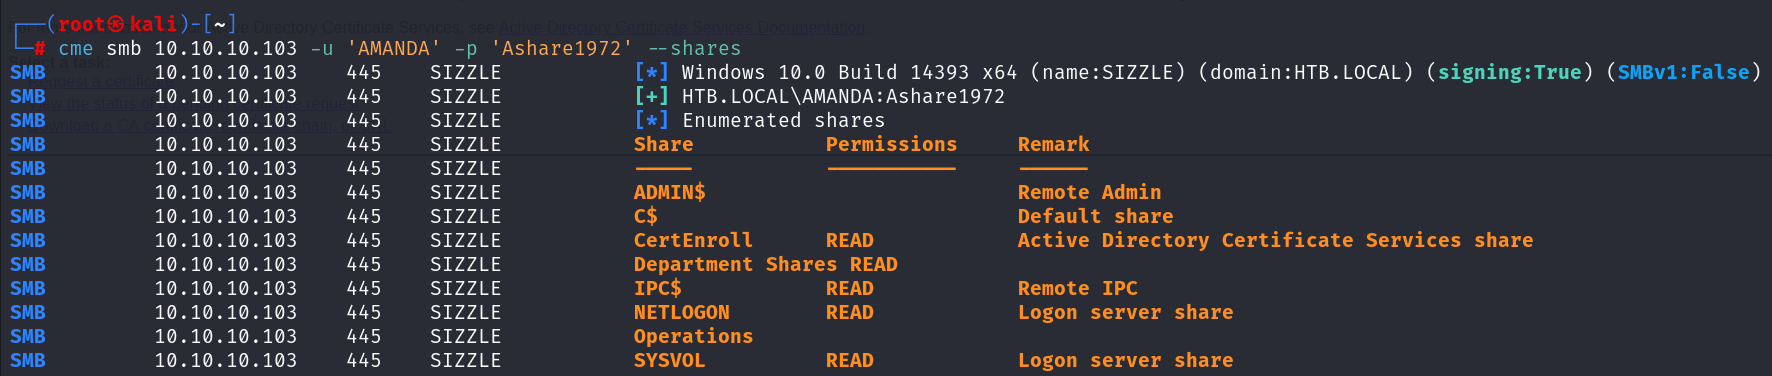 ┌──(root㉿kali)-[~]
└─# cme smb 10.10.10.103 -u 'AMANDA' -p 'Ashare1972' --shares
SMB 10.10.10.103 445 SIZZLE [*] Windows 10.0 Build 14393 x64 (name:SIZZLE) (domain:HTB.LOCAL) (signing:True) (SMBv1:False)
SMB 10.10.10.103 445 SIZZLE [+] HTB.LOCAL\AMANDA:Ashare1972
SMB 10.10.10.103 445 SIZZLE [*] Enumerated shares
SMB 10.10.10.103 445 SIZZLE Share Permissions Remark
SMB 10.10.10.103 445 SIZZLE ----- ----------- ------
SMB 10.10.10.103 445 SIZZLE ADMIN$ Remote Admin
SMB 10.10.10.103 445 SIZZLE C$ Default share
SMB 10.10.10.103 445 SIZZLE CertEnroll READ Active Directory Certificate Services share
SMB 10.10.10.103 445 SIZZLE Department Shares READ
SMB 10.10.10.103 445 SIZZLE IPC$ READ Remote IPC
SMB 10.10.10.103 445 SIZZLE NETLOGON READ Logon server share
SMB 10.10.10.103 445 SIZZLE Operations
SMB 10.10.10.103 445 SIZZLE SYSVOL READ Logon server share